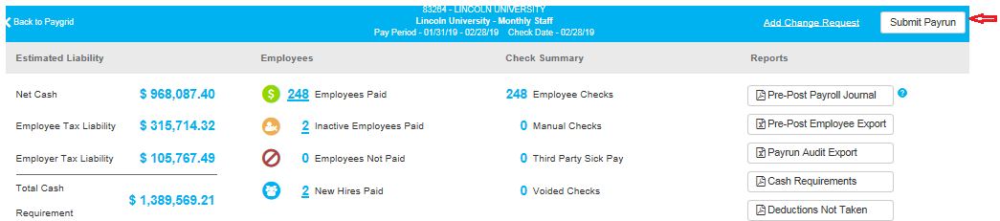 83264 - LINCOLN UNIVERSITY
Back to Paygrid
Lincoln University - Monthly Staff
Add Change Request
Submit Payrun
Pay Period - 01/31/19 - 02/28/19 Check Date - 02/28/19
Estimated Liability
Employees
Check Summary
Reports
Net Cash $ 968,087.40
$ 248 Employees Paid
248 Employee Checks
Pre-Post Payroll Journal ?
Employee Tax Liability $ 315,714.32
2 Inactive Employees Paid
0 Manual Checks
Pre-Post Employee Export
Employer Tax Liability $ 105,767.49
0 Employees Not Paid
0 Third Party Sick Pay
Payrun Audit Export
Total Cash
Requirement
$ 1,389,569.21
2 New Hires Paid
0 Voided Checks
Cash Requirements
Deductions Not Taken